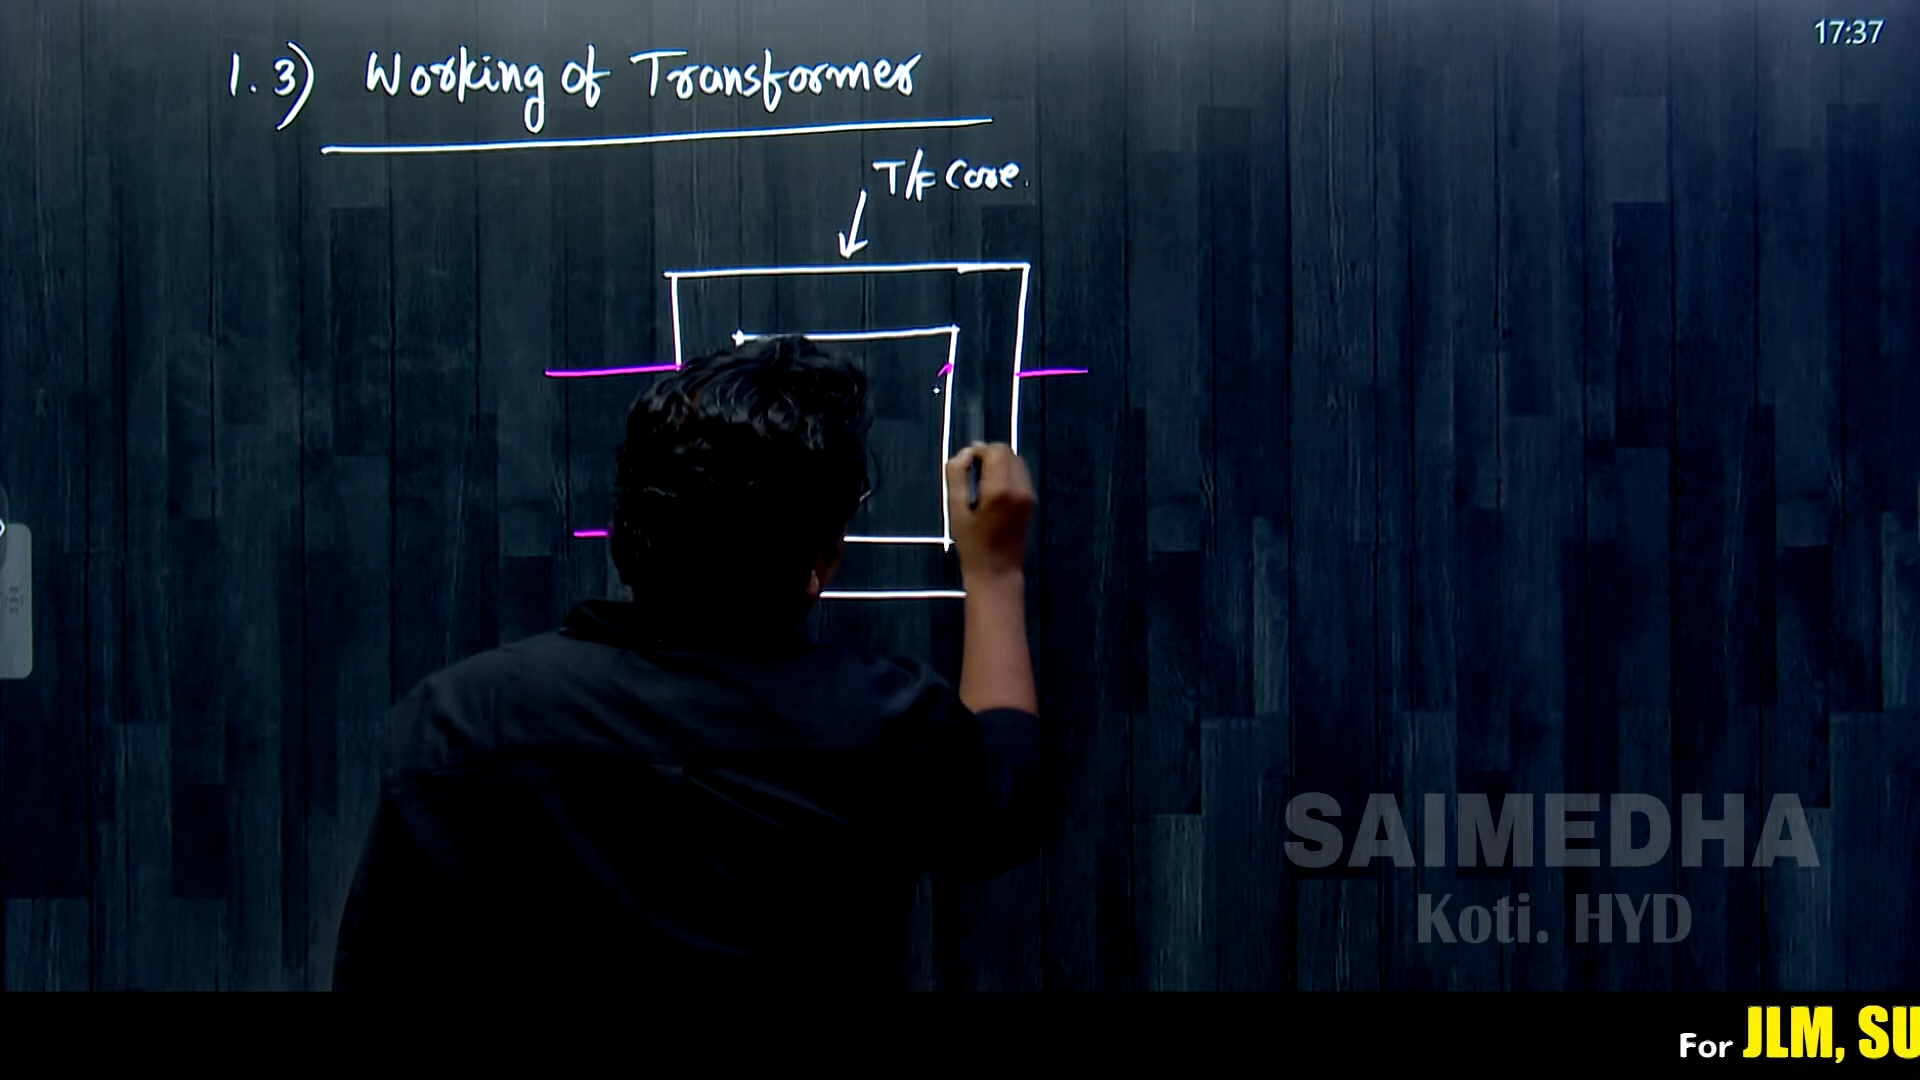 17:37
1.3) Working of Transformer
T/F Core.
SAIMEDHA
Koti. HYD
For JLM, SU